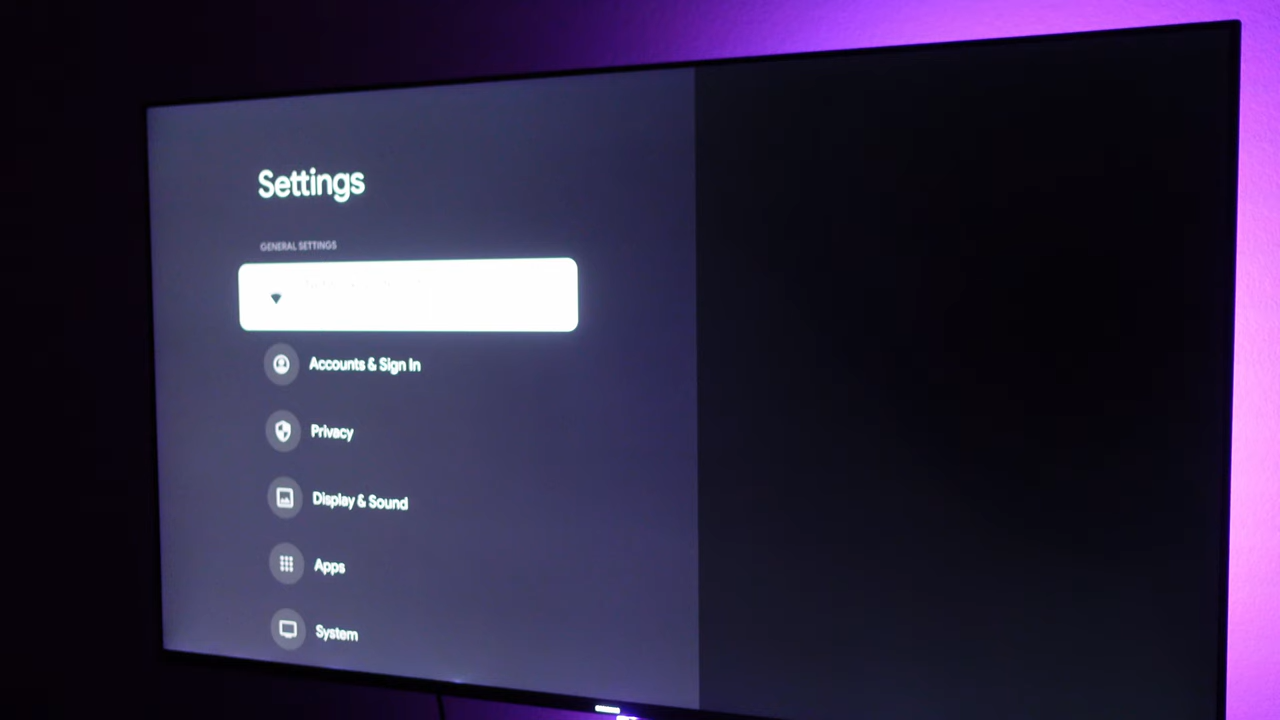 Settings
GENERAL SETTINGS
Accounts & Sign In
Privacy
Display & Sound
Apps
System